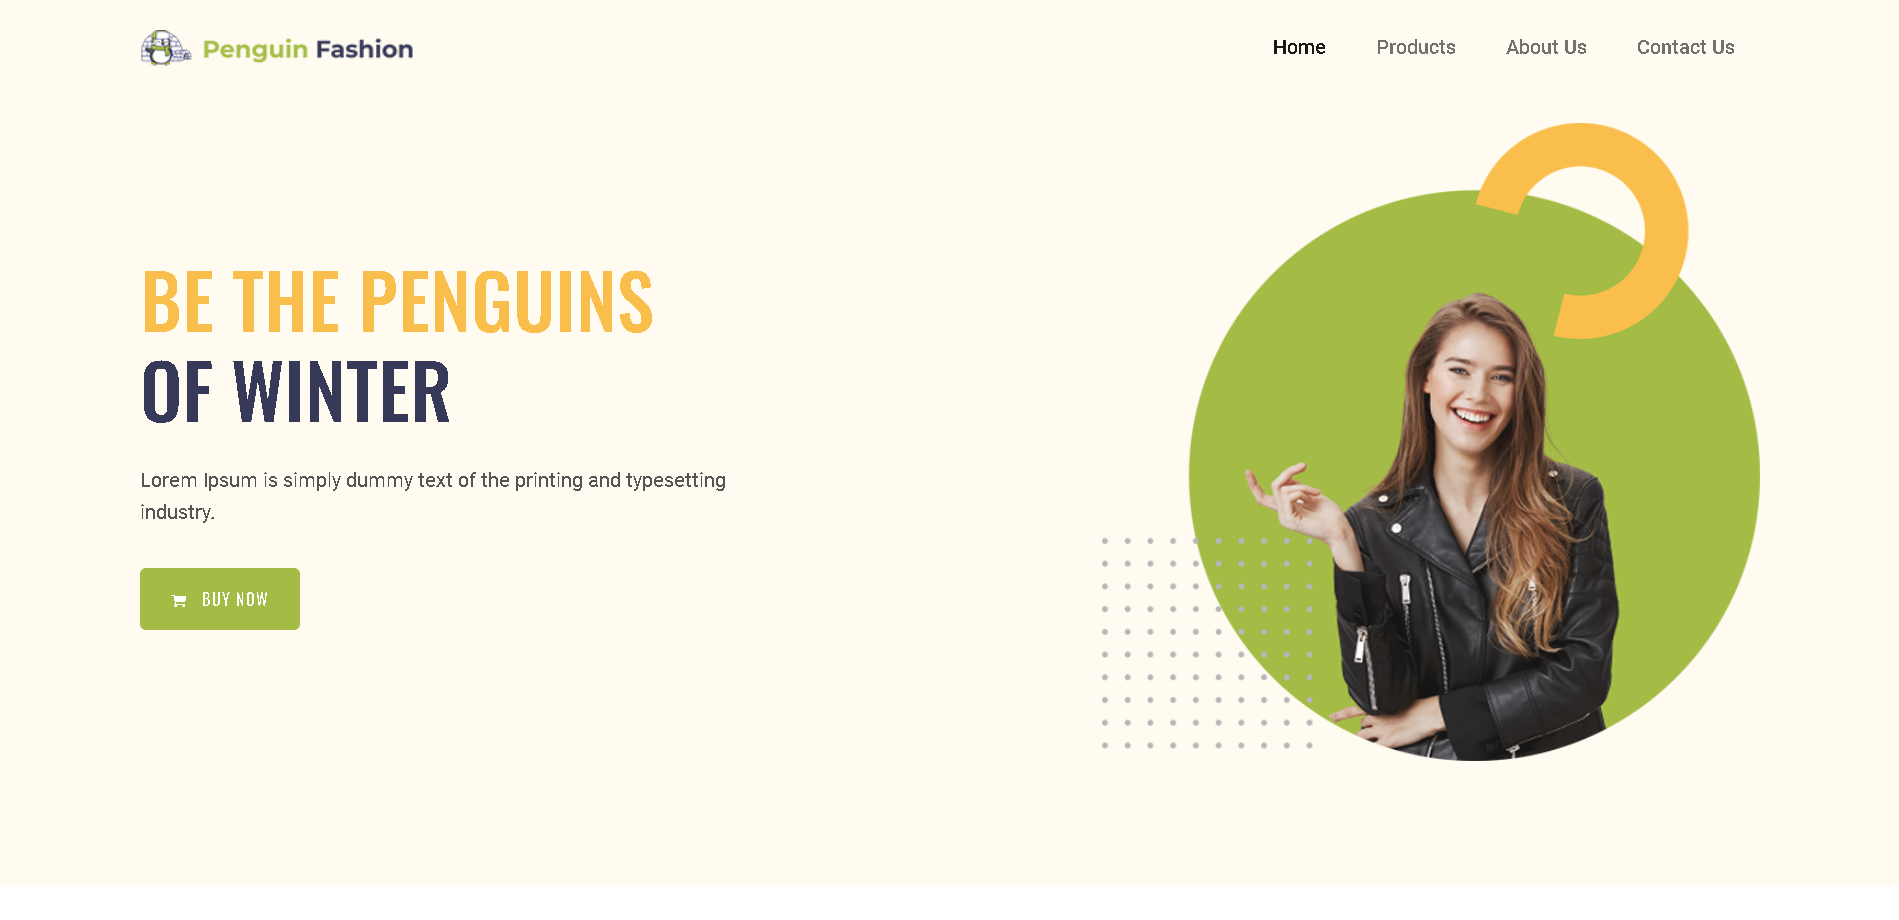 Penguin Fashion
Home Products About Us Contact Us
BE THE PENGUINS
OF WINTER
Lorem Ipsum is simply dummy text of the printing and typesetting
industry.
BUY NOW